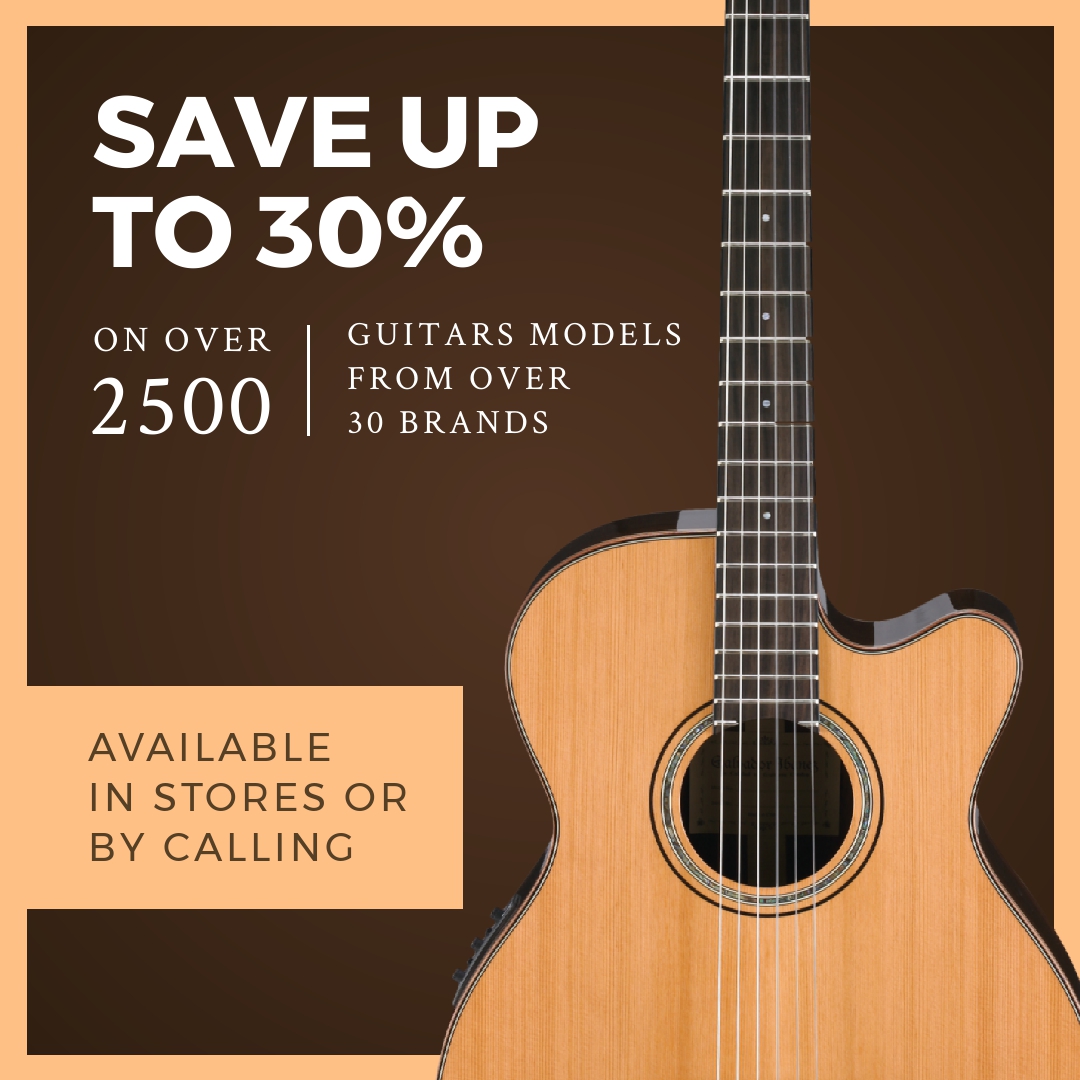 SAVE UP
TO 30%
ON OVER
2500
GUITARS MODELS
FROM OVER
30 BRANDS
AVAILABLE
IN STORES OR
BY CALLING